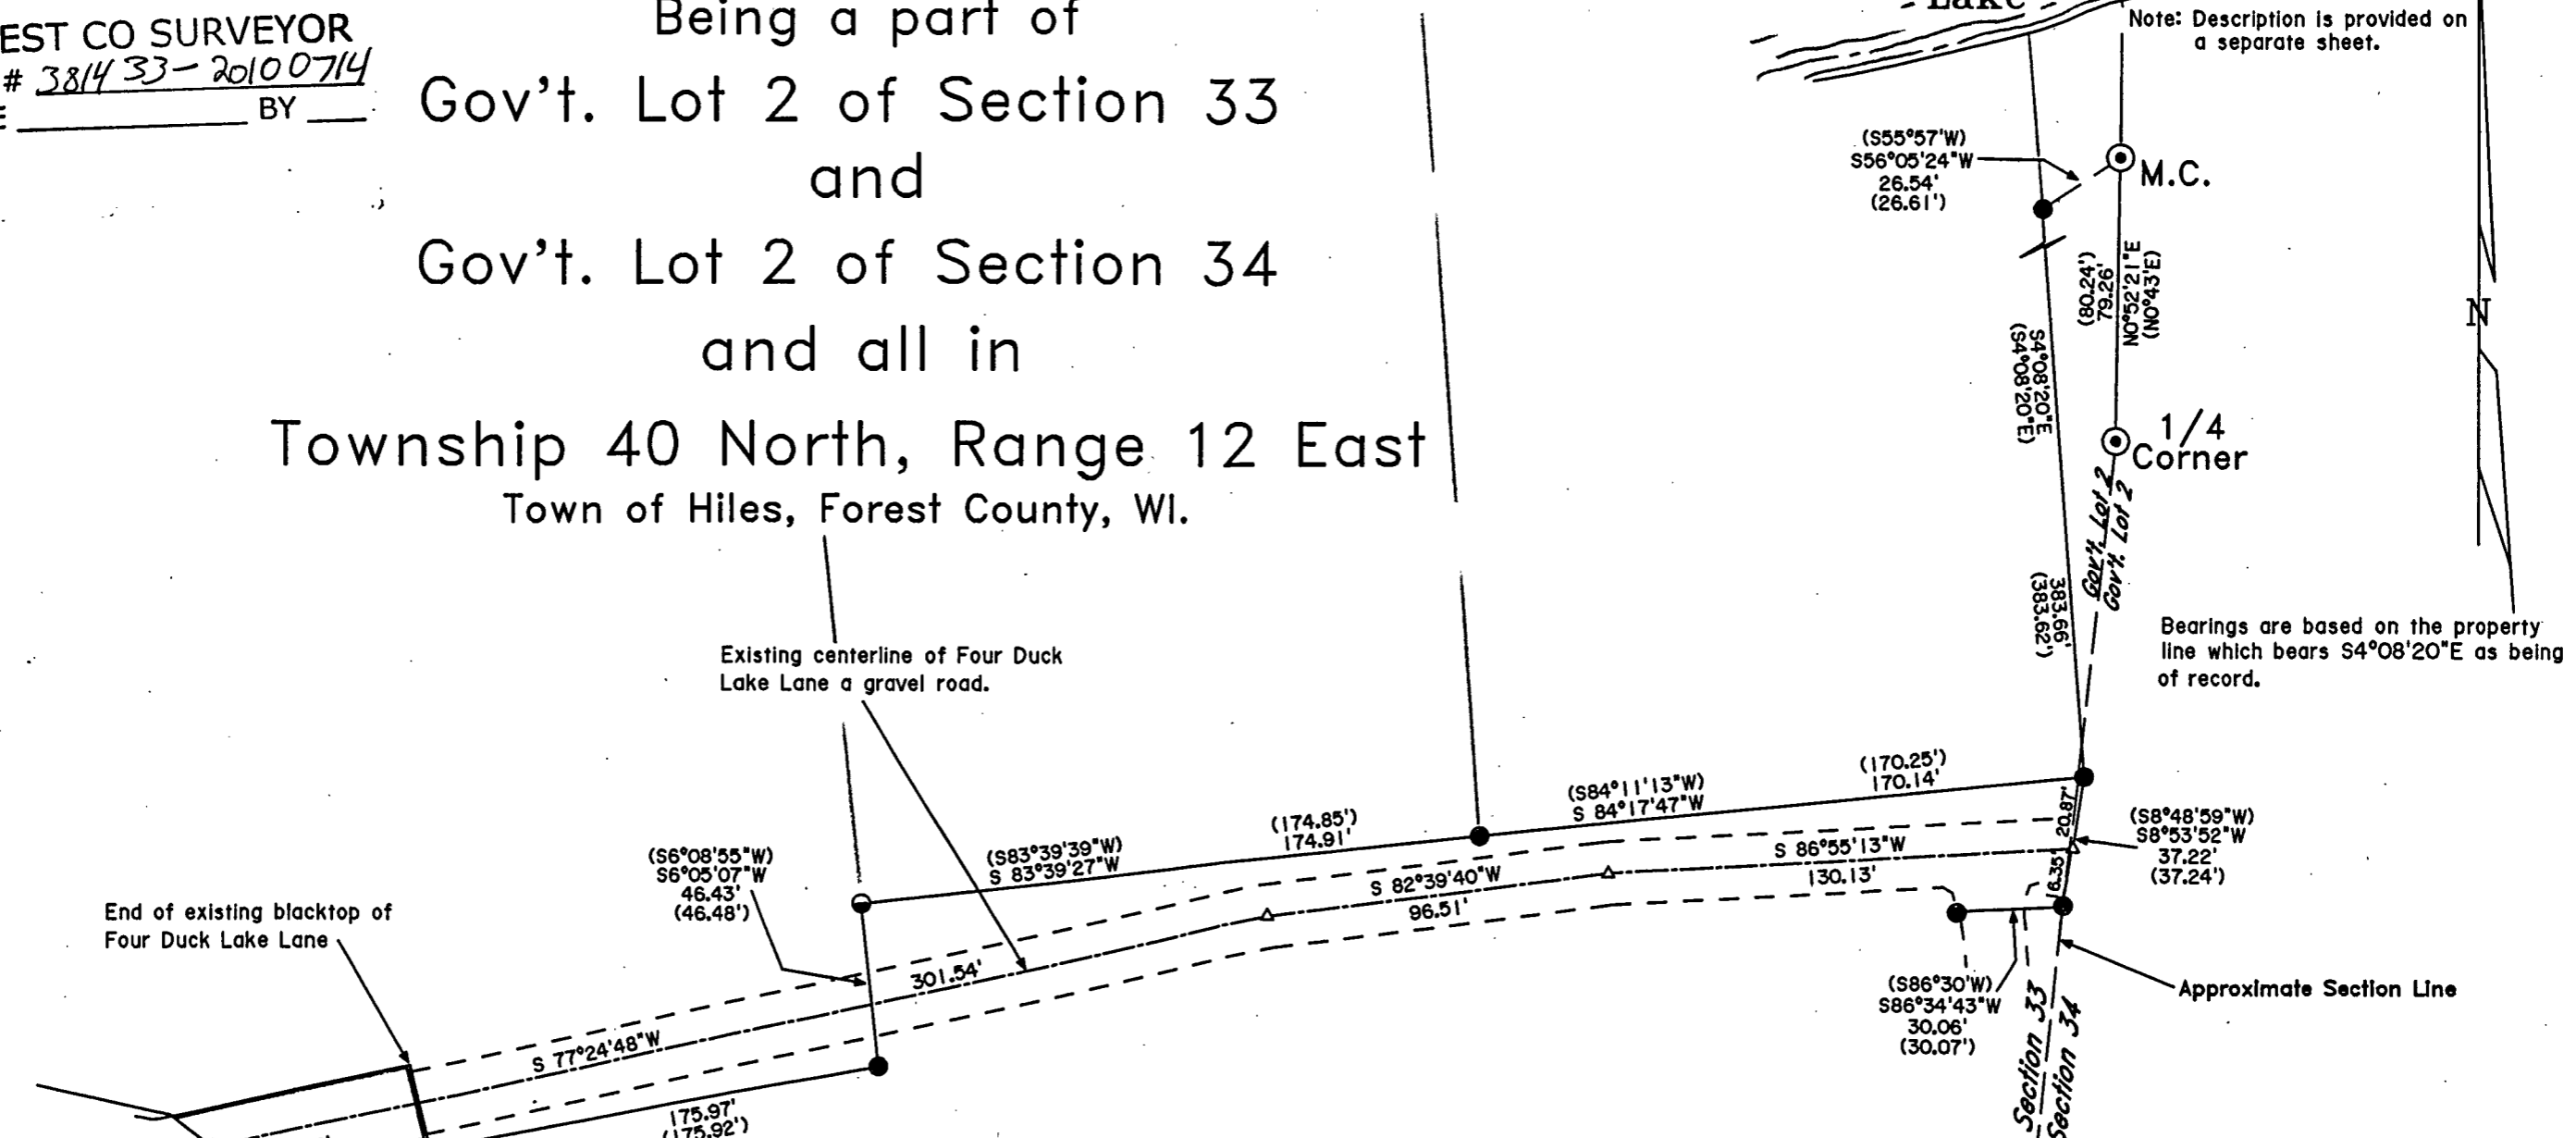 EST CO SURVEYOR
# 381433-20100714
BY
Being a part of
Gov't. Lot 2 of Section 33
and
Gov't. Lot 2 of Section 34
and all in
Township 40 North, Range 12 East
Town of Hiles, Forest County, WI.
Lake
Note: Description is provided on
a separate sheet.
(S55°57'W)
S56°05'24"W
26.54'
(26.61')
M.C.
(80.24')
79.26'
N0°52'21"E
(N0°43'E)
N
S4°08'20"E
(S4°08'20"E)
1/4
Corner
Gov't. Lot 2
Gov't. Lot 2
383.66'
(383.62')
Bearings are based on the property
line which bears S4°08'20"E as being
of record.
Existing centerline of Four Duck
Lake Lane a gravel road.
(170.25')
170.14'
(S84°11'13"W)
S 84°17'47"W
(174.85')
174.91'
(S83°39'39"W)
S 83°39'27"W
20.87'
(S8°48'59"W)
S8°53'52"W
37.22'
(37.24')
S 86°55'13"W
130.13'
16.35'
S 82°39'40"W
96.51'
(S6°08'55"W)
S6°05'07"W
46.43'
(46.48')
End of existing blacktop of
Four Duck Lake Lane
301.54'
S 77°24'48"W
(S86°30'W)
S86°34'43"W
30.06'
(30.07')
Approximate Section Line
Section 33
Section 34
175.97'
(175.92')